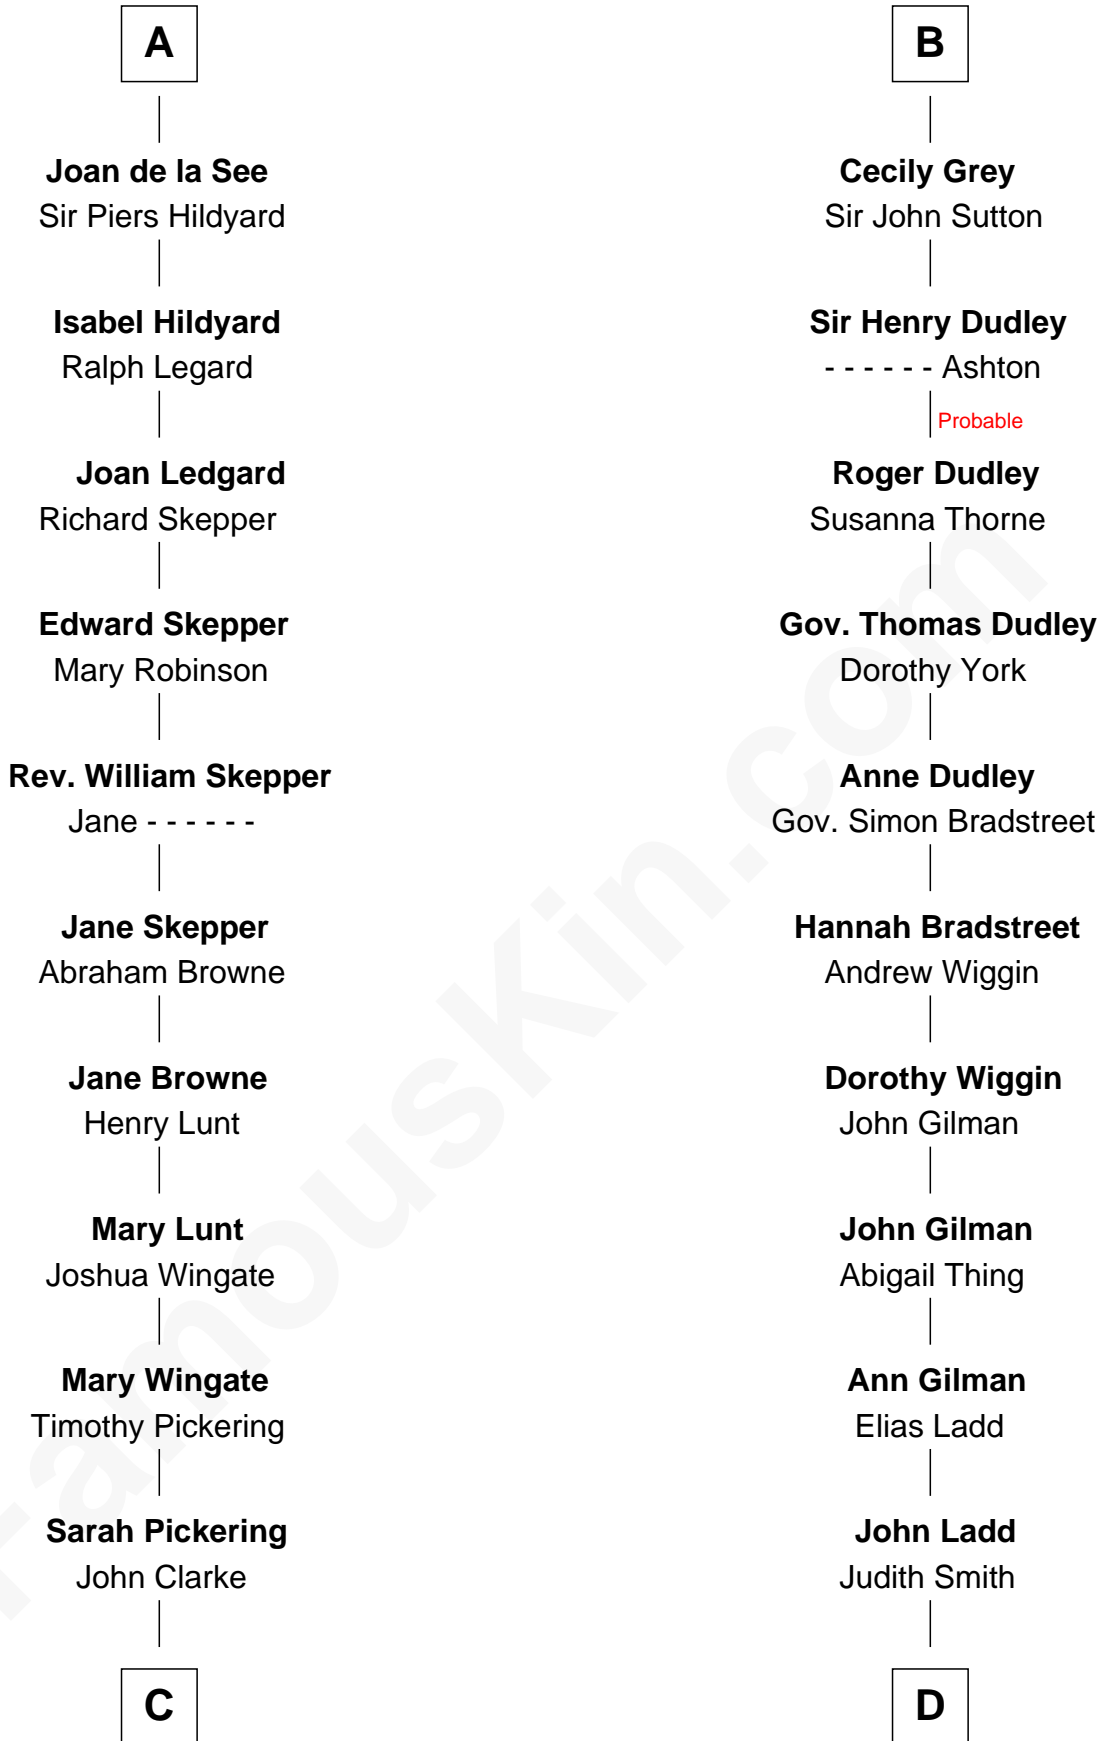 A
Joan de la See
Sir Piers Hildyard
Isabel Hildyard
Ralph Legard
Joan Ledgard
Richard Skepper
Edward Skepper
Mary Robinson
Rev. William Skepper
Jane - - - - - -
Jane Skepper
Abraham Browne
Jane Browne
Henry Lunt
Mary Lunt
Joshua Wingate
Mary Wingate
Timothy Pickering
Sarah Pickering
John Clarke
C
B
Cecily Grey
Sir John Sutton
Sir Henry Dudley
- - - - - - Ashton
Probable
Roger Dudley
Susanna Thorne
Gov. Thomas Dudley
Dorothy York
Anne Dudley
Gov. Simon Bradstreet
Hannah Bradstreet
Andrew Wiggin
Dorothy Wiggin
John Gilman
John Gilman
Abigail Thing
Ann Gilman
Elias Ladd
John Ladd
Judith Smith
D
FamousKin.com